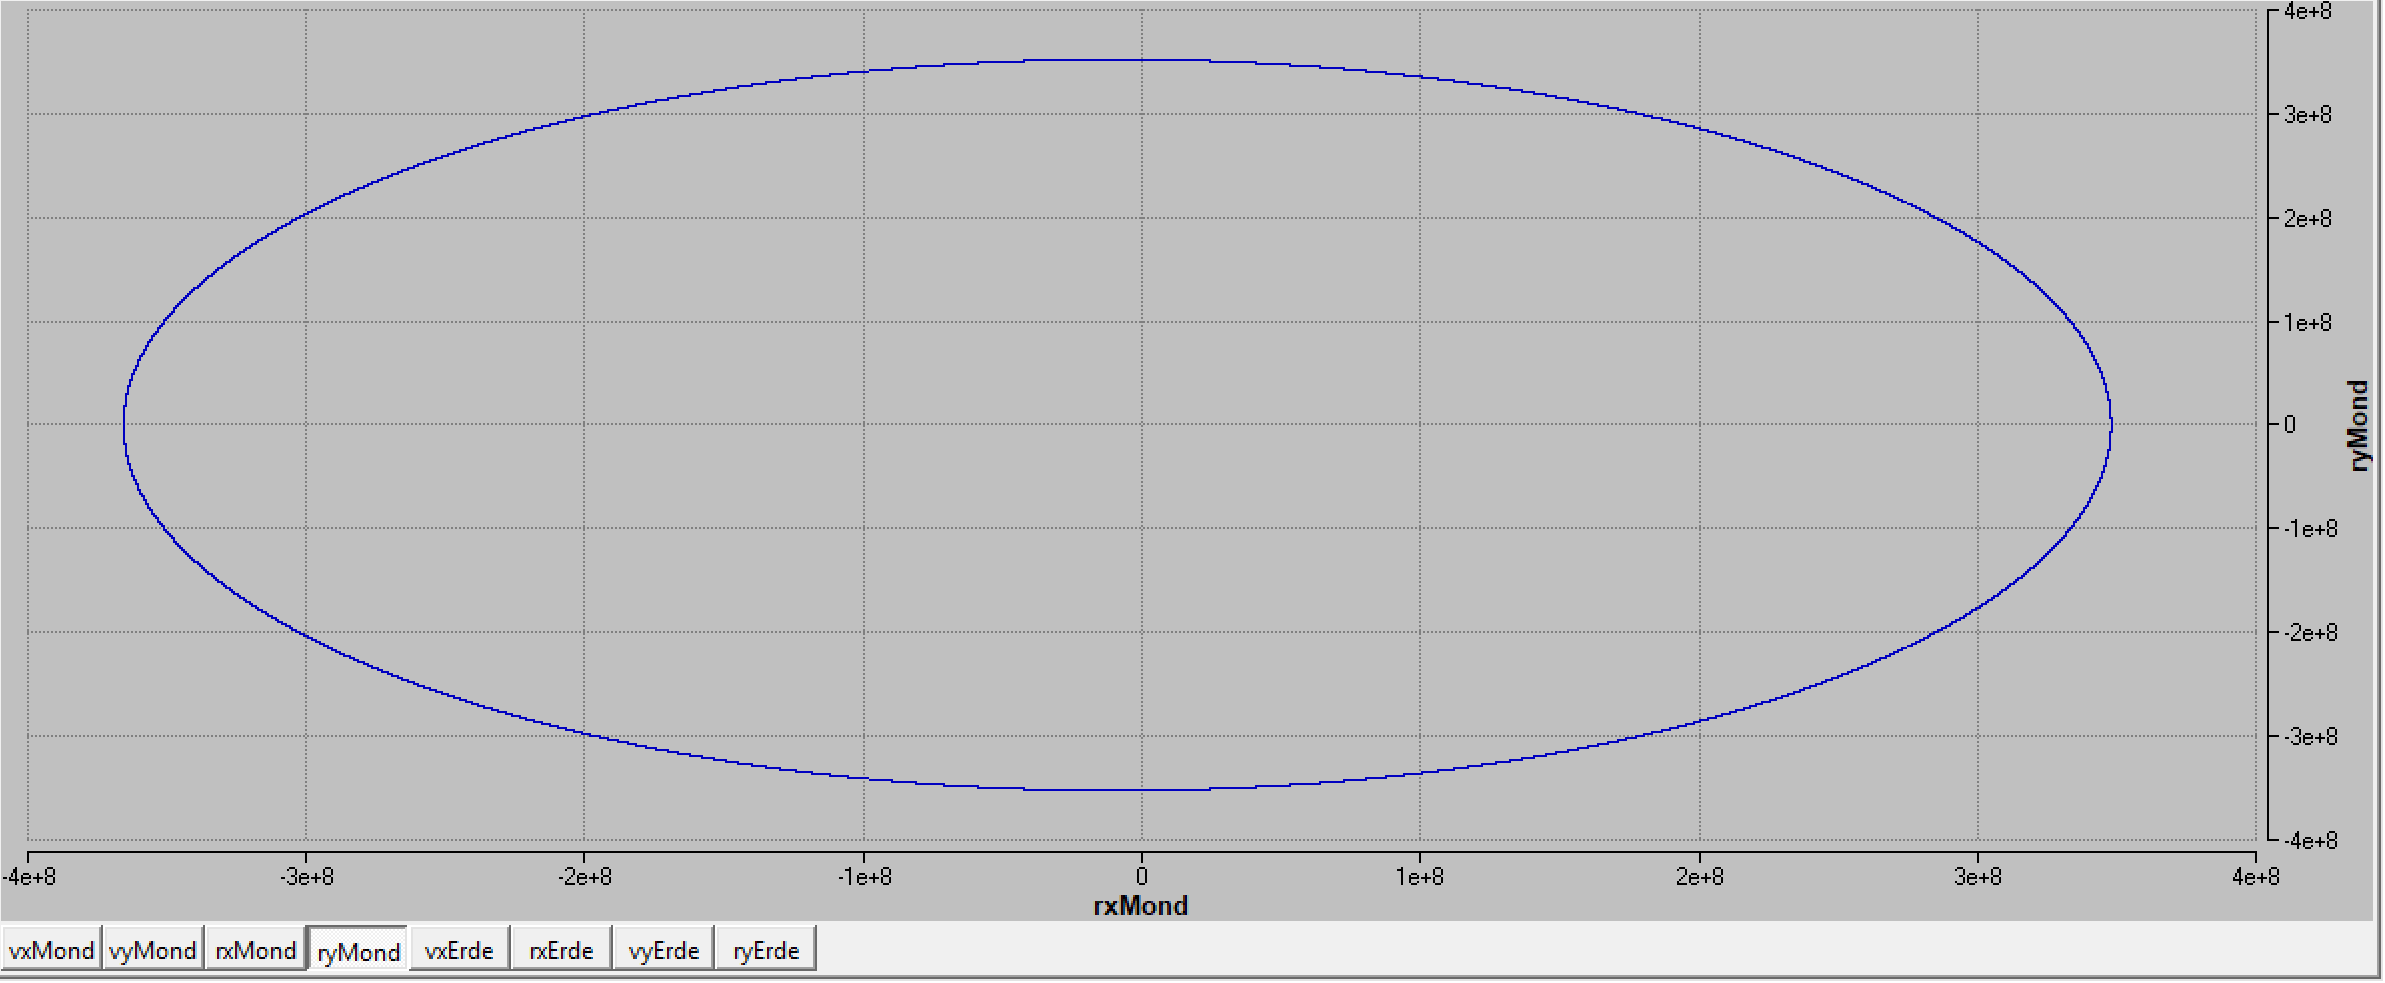 4e+8
3e+8
2e+8
1e+8
0
-1e+8
-2e+8
-3e+8
-4e+8
ryMond
-4e+8 -3e+8 -2e+8 -1e+8 0 1e+8 2e+8 3e+8 4e+8
rxMond
vxMond vyMond rxMond ryMond vxErde rxErde vyErde ryErde